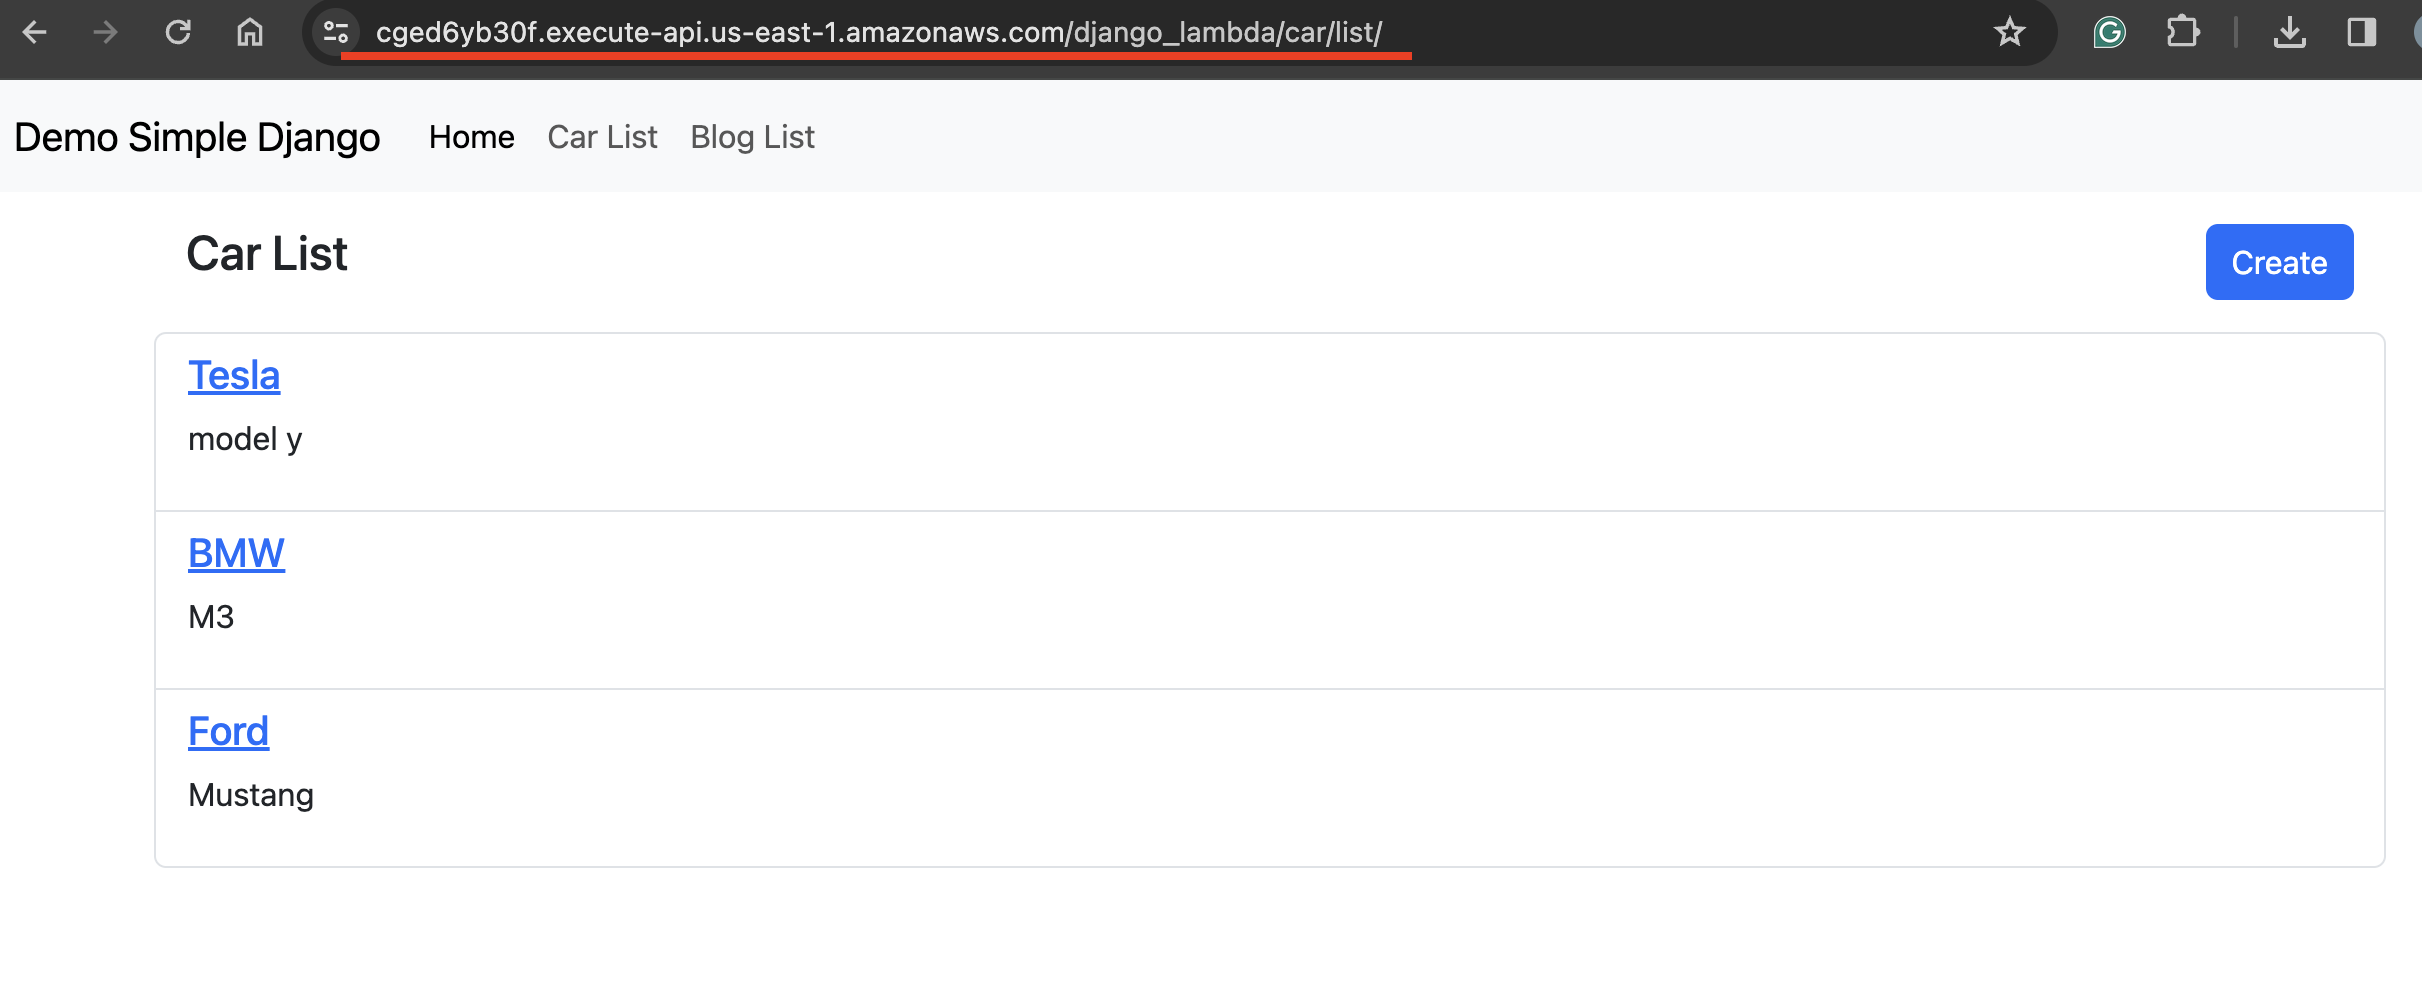 cged6yb30f.execute-api.us-east-1.amazonaws.com/django_lambda/car/list/
Demo Simple Django Home Car List Blog List
Car List Create
Tesla
model y
BMW
M3
Ford
Mustang